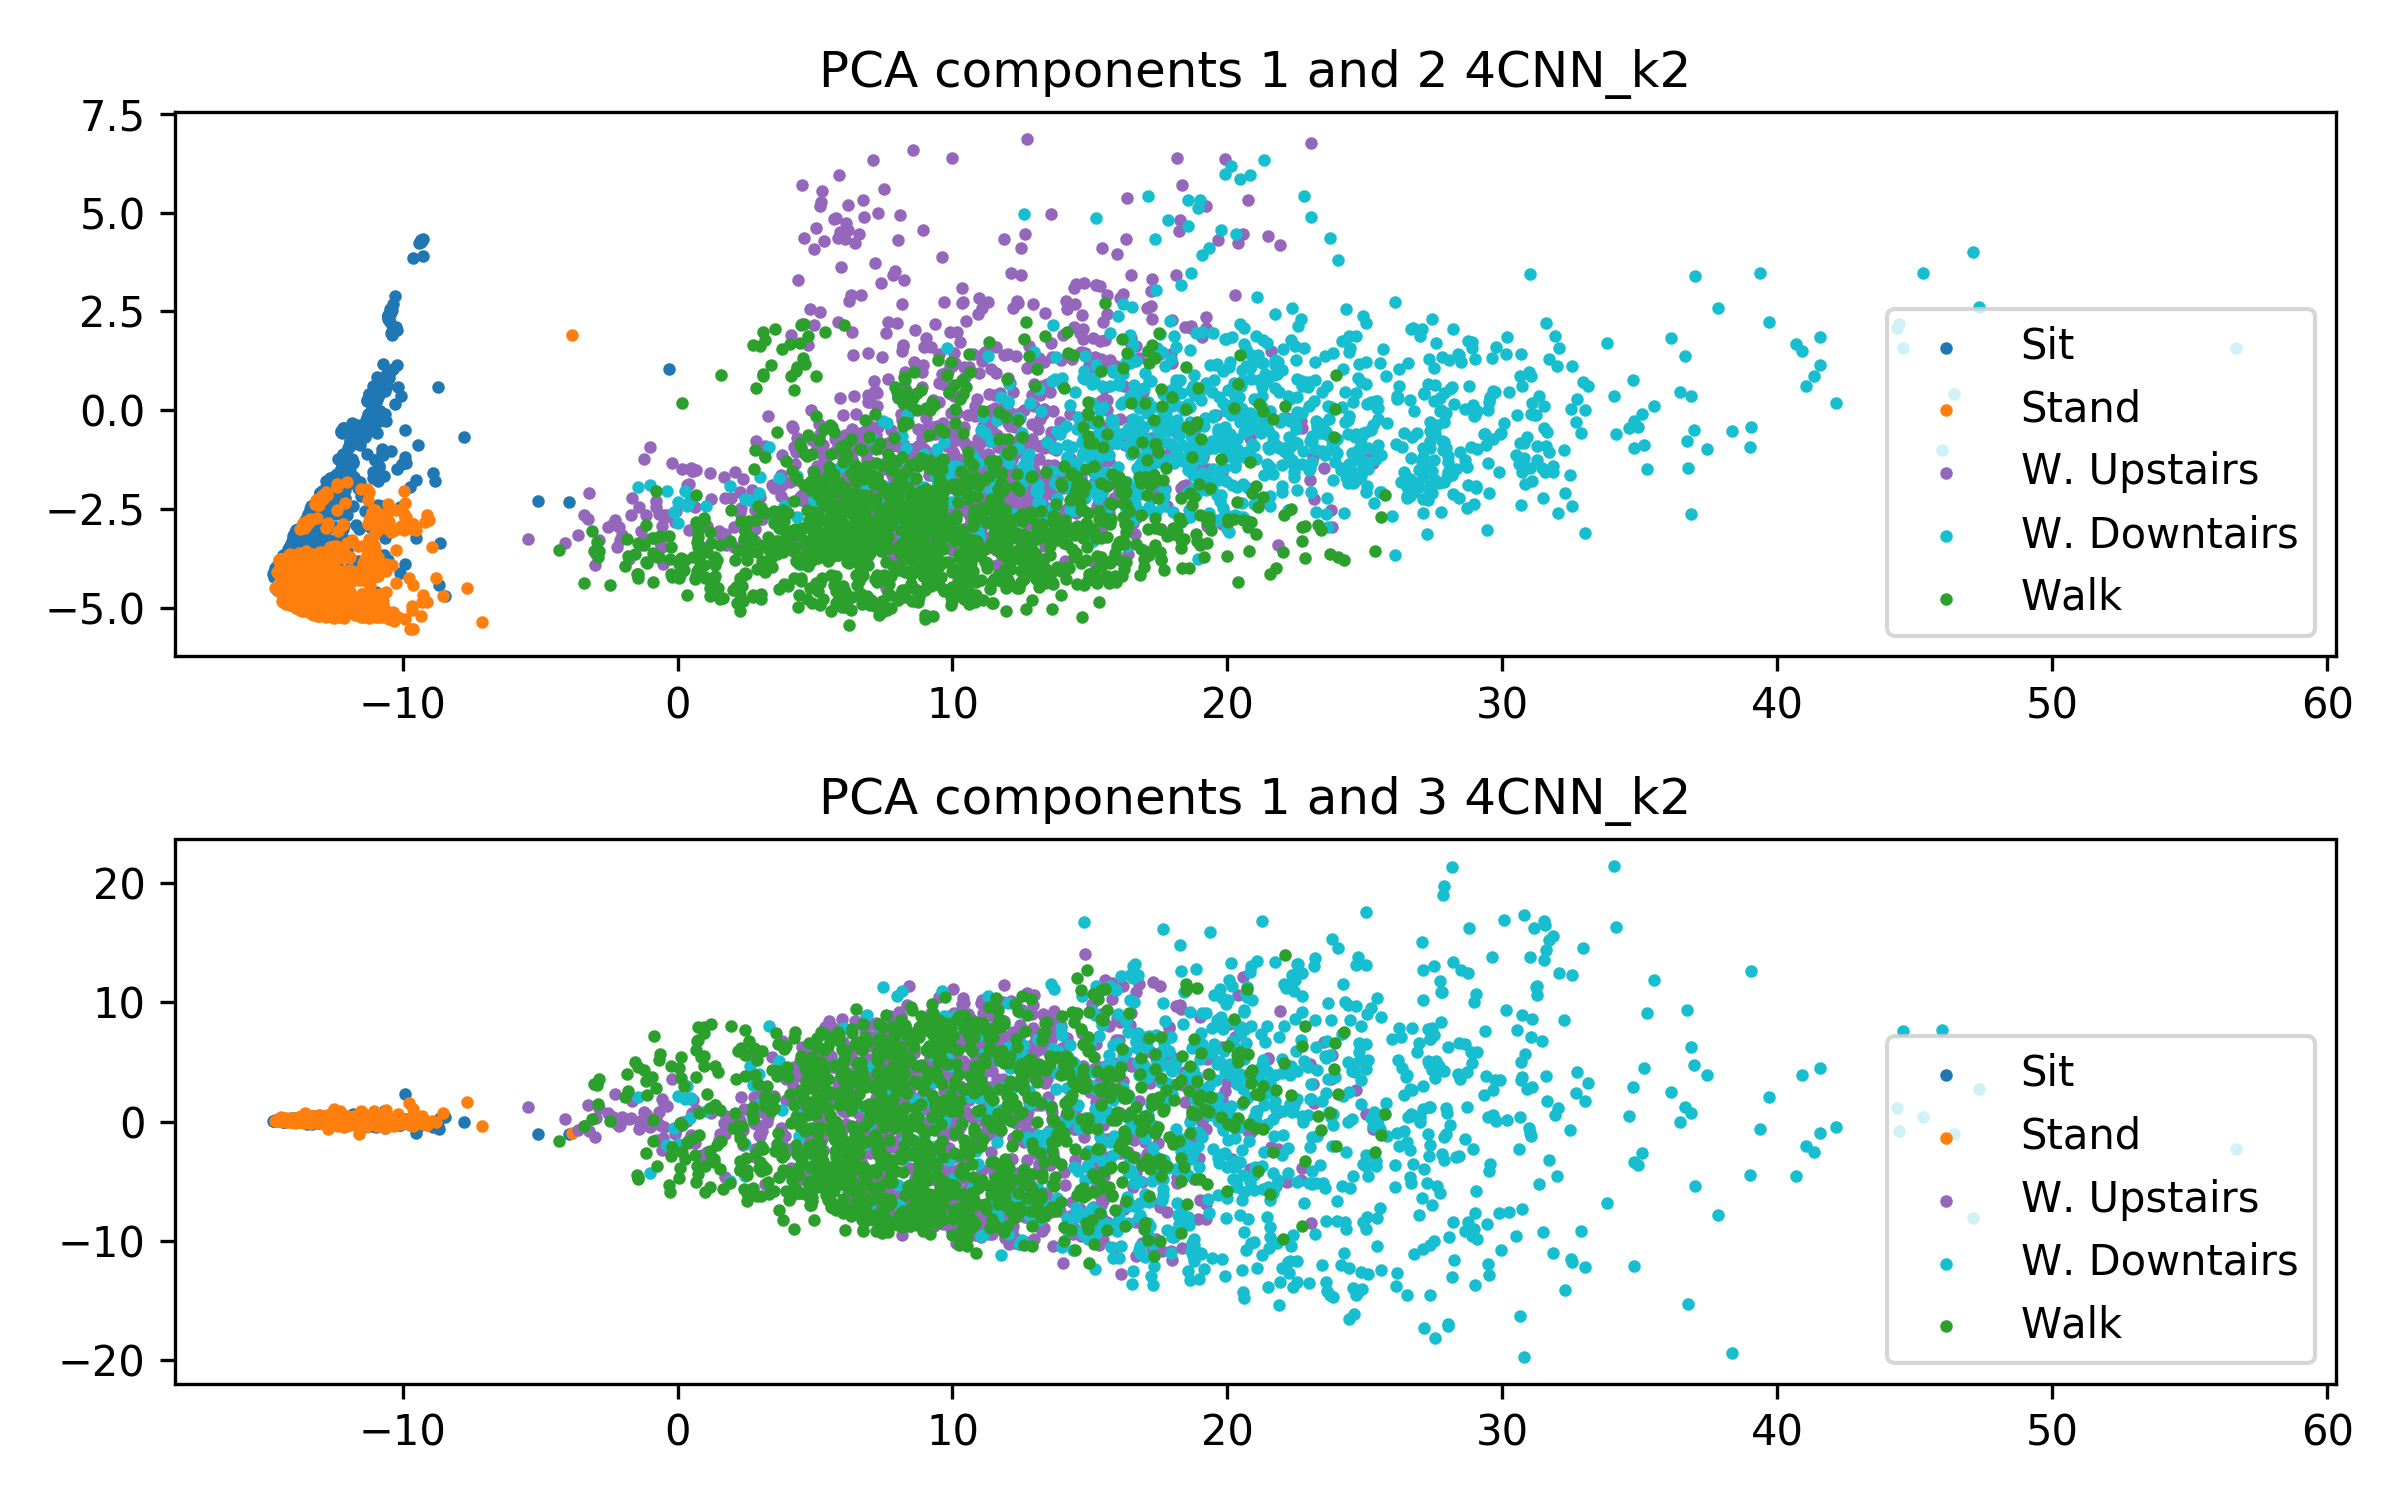 PCA components 1 and 2 4CNN_k2
7.5
5.0
2.5
0.0
−2.5
−5.0
Sit
Stand
W. Upstairs
W. Downtairs
Walk
−10 0 10 20 30 40 50 60
PCA components 1 and 3 4CNN_k2
20
10
0
−10
−20
Sit
Stand
W. Upstairs
W. Downtairs
Walk
−10 0 10 20 30 40 50 60